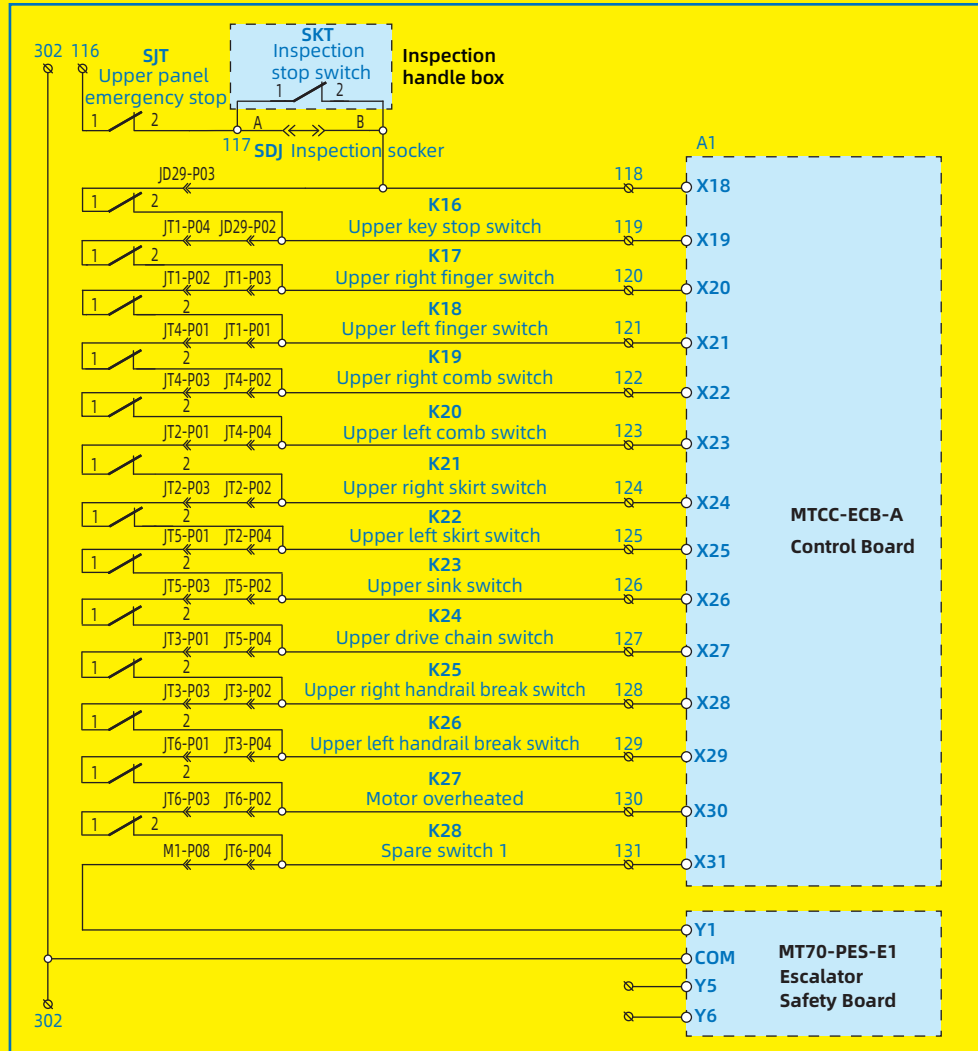 302 116
SJT
Upper panel
emergency stop
SKT
Inspection
stop switch
Inspection
handle box
1 2
1 2
A B
117 SDJ Inspection socker
A1
JD29-P03 118 X18
1 2
K16
JT1-P04 JD29-P02 Upper key stop switch 119 X19
1 2
K17
JT1-P02 JT1-P03 Upper right finger switch 120 X20
1 2
K18
JT4-P01 JT1-P01 Upper left finger switch 121 X21
1 2
K19
JT4-P03 JT4-P02 Upper right comb switch 122 X22
1 2
K20
JT2-P01 JT4-P04 Upper left comb switch 123 X23
1 2
K21
JT2-P03 JT2-P02 Upper right skirt switch 124 X24
1 2
K22
JT5-P01 JT2-P04 Upper left skirt switch 125 X25
1 2
K23
JT5-P03 JT5-P02 Upper sink switch 126 X26
1 2
K24
JT3-P01 JT5-P04 Upper drive chain switch 127 X27
1 2
K25
JT3-P03 JT3-P02 Upper right handrail break switch 128 X28
1 2
K26
JT6-P01 JT3-P04 Upper left handrail break switch 129 X29
1 2
K27
JT6-P03 JT6-P02 Motor overheated 130 X30
1 2
K28
M1-P08 JT6-P04 Spare switch 1 131 X31
MTCC-ECB-A
Control Board
Y1
COM
Y5
Y6
MT70-PES-E1
Escalator
Safety Board
302